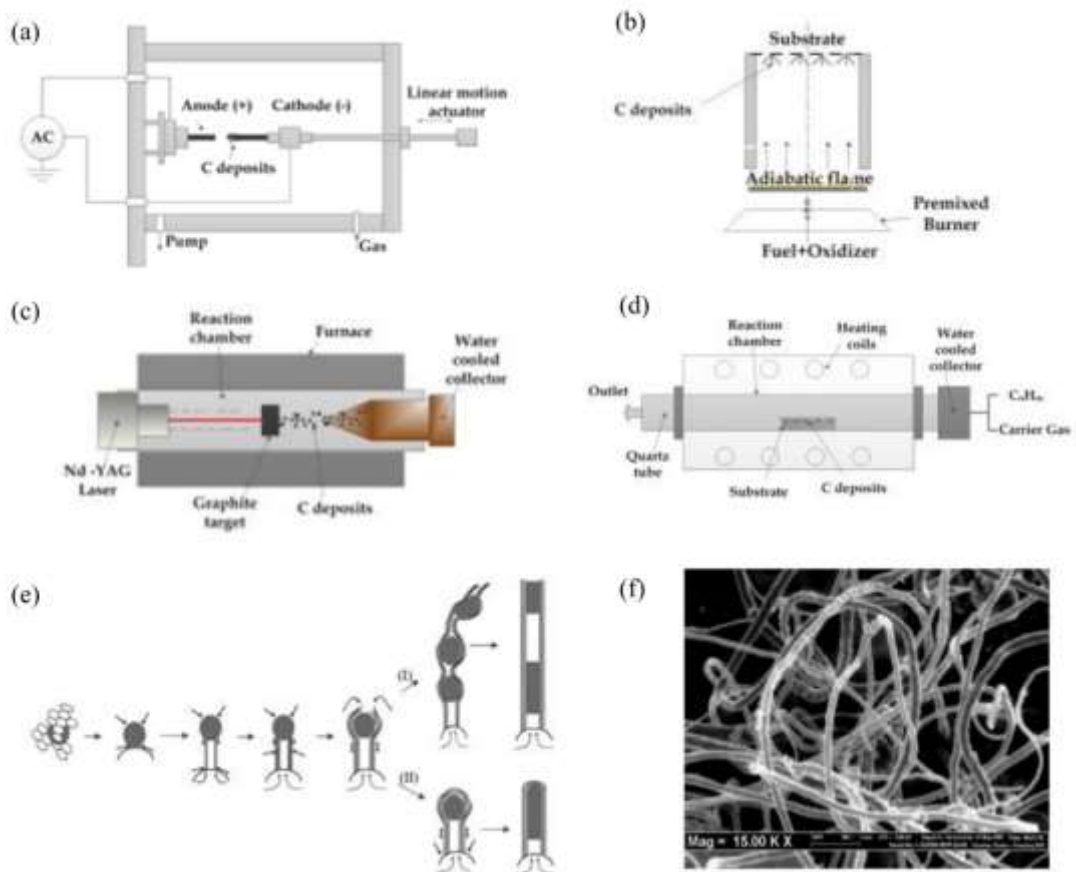 (a)
Anode (+)
Cathode (-)
Linear motion
actuator
AC
C deposits
Pump
Gas
(b)
Substrate
C deposits
Adiabatic flame
Premixed
Burner
Fuel+Oxidizer
(c)
Reaction
chamber
Furnace
Water
cooled
collector
Nd -YAG
Laser
Graphite
target
C deposits
(d)
Reaction
chamber
Heating
coils
Water
cooled
collector
Outlet
Carrier Gas
Quartz
tube
Substrate
C deposits
(e)
(I)
(II)
(f)
Mag = 15.00 K X